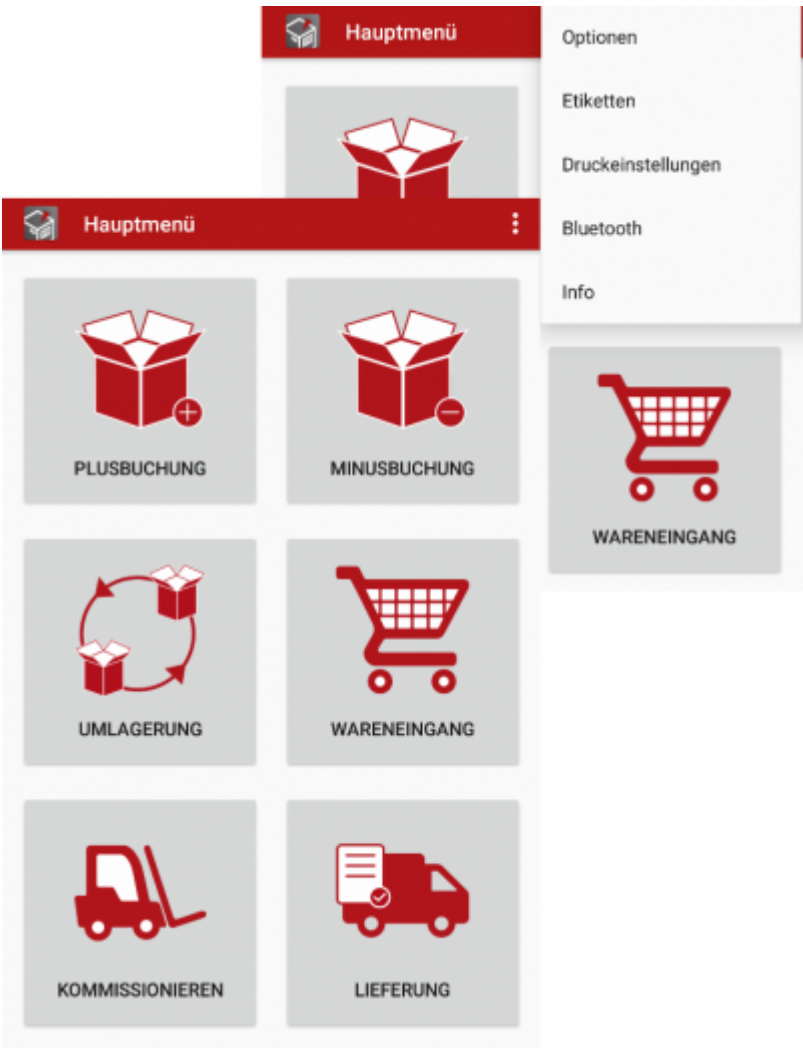 Hauptmenü
Optionen
Etiketten
Druckeinstellungen
Bluetooth
Info
Hauptmenü
PLUSBUCHUNG
MINUSBUCHUNG
WARENEINGANG
UMLAGERUNG
WARENEINGANG
KOMMISSIONIEREN
LIEFERUNG